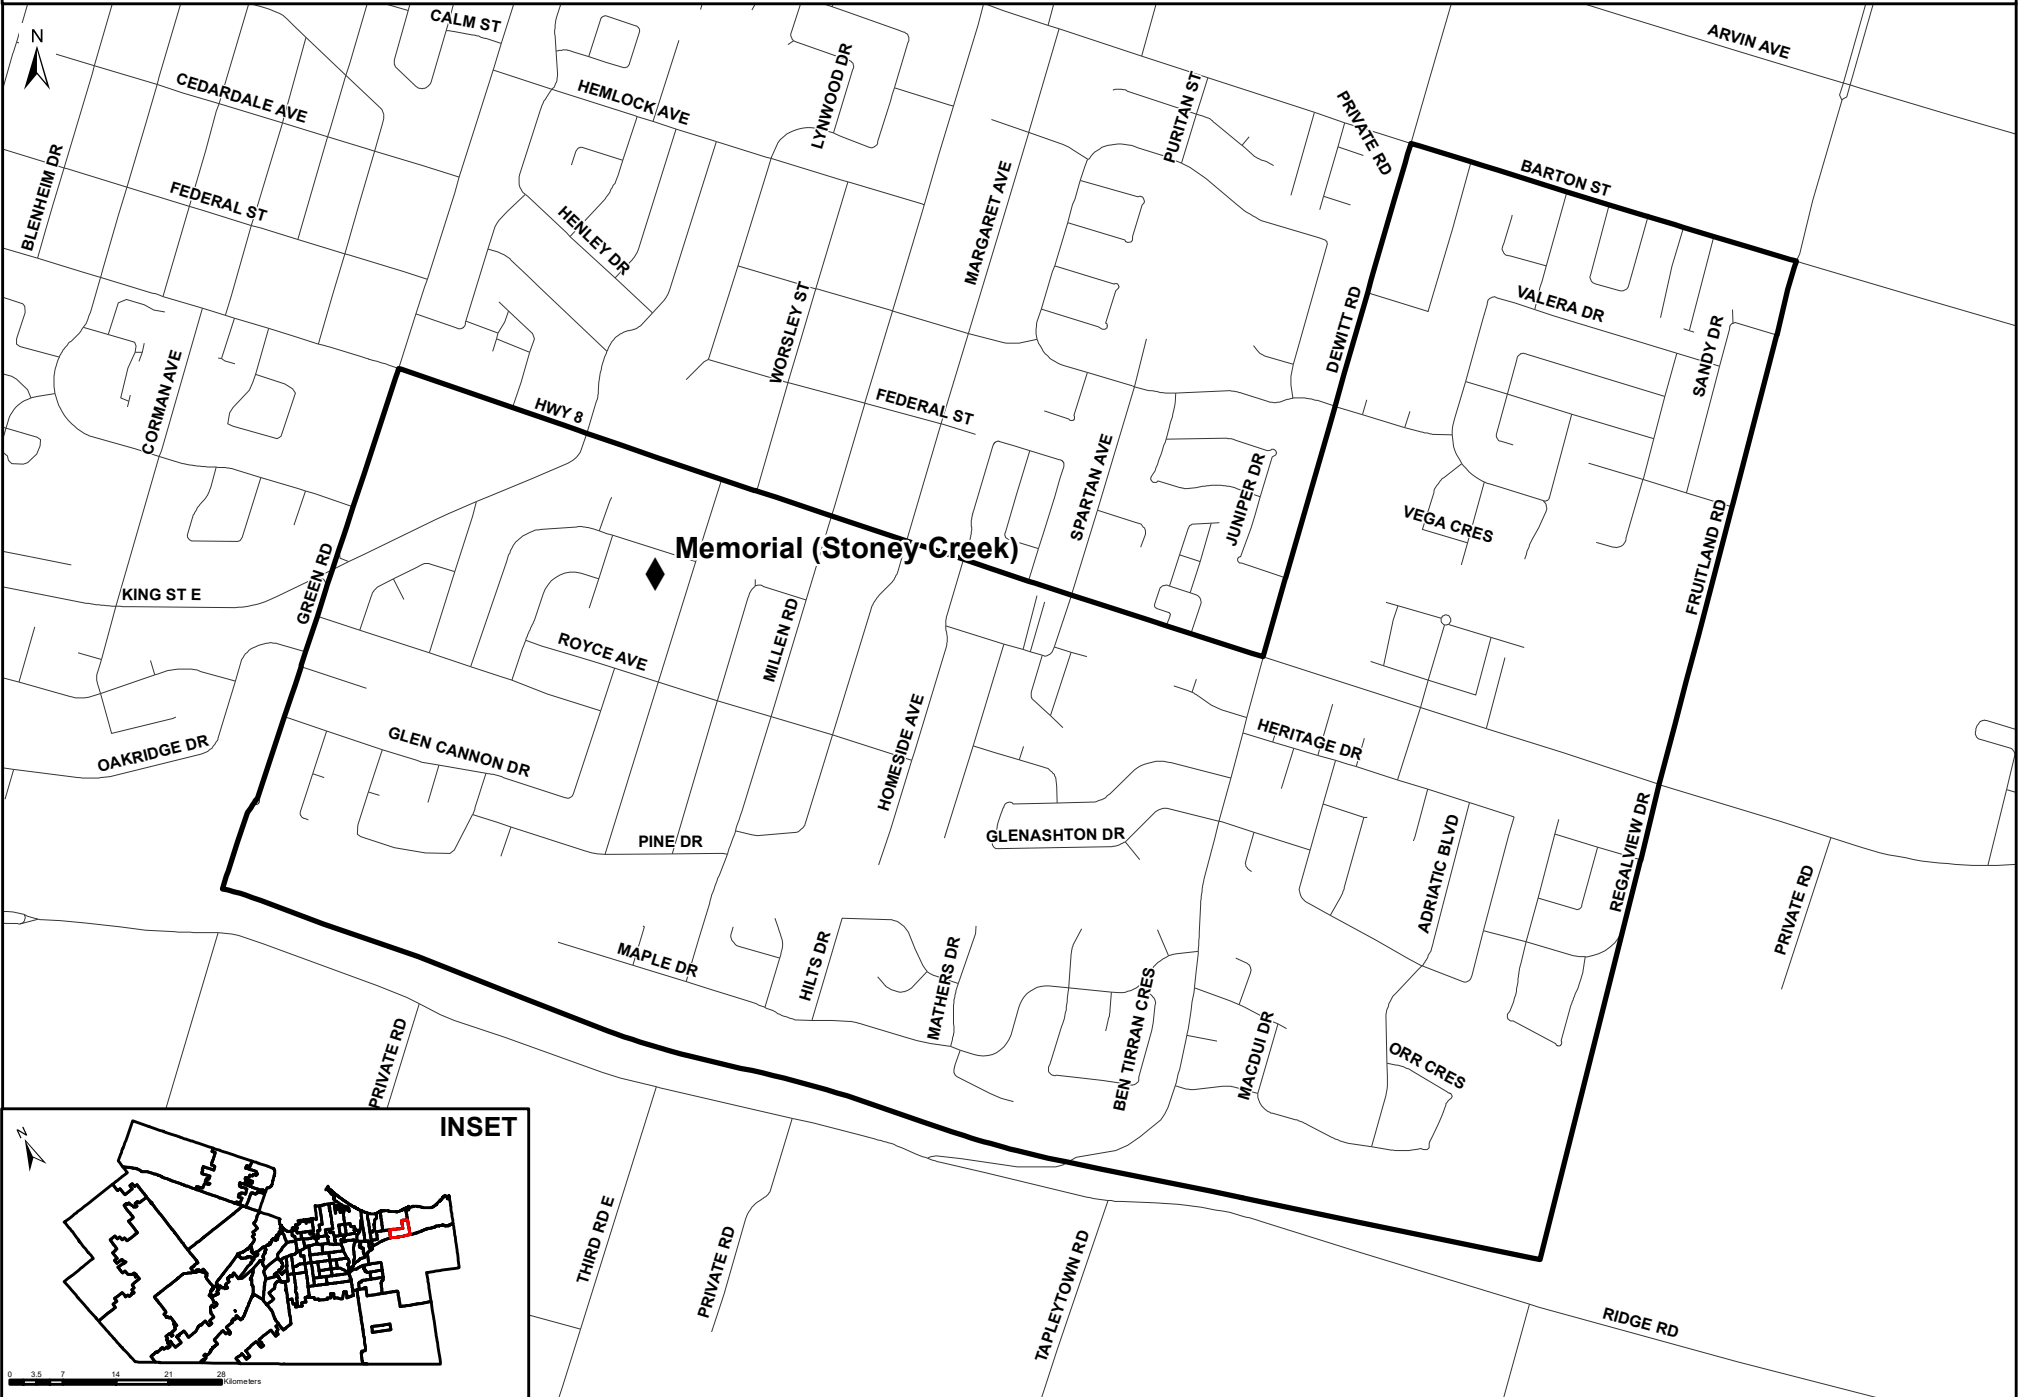 CALM ST
ARVIN AVE
N
CEDARDALE AVE
HEMLOCK AVE
LYNWOOD DR
PURITAN ST
PRIVATE RD
BLENHEIM DR
FEDERAL ST
HENLEY DR
MARGARET AVE
BARTON ST
CORMAN AVE
WORSLEY ST
DEWITT RD
VALERA DR
SANDY DR
HWY 8
FEDERAL ST
SPARTAN AVE
JUNIPER DR
VEGA CRES
FRUITLAND RD
Memorial (Stoney Creek)
KING ST E
GREEN RD
ROYCE AVE
MILLEN RD
HOMESIDE AVE
HERITAGE DR
OAKRIDGE DR
GLEN CANNON DR
PINE DR
GLENASHTON DR
ADRIATIC BLVD
REGALVIEW DR
PRIVATE RD
MAPLE DR
HILTS DR
MATHERS DR
BEN TIRRAN CRES
MACDUI DR
ORR CRES
PRIVATE RD
THIRD RD E
PRIVATE RD
TAPLEYTOWN RD
RIDGE RD
INSET
N
0 3.5 7 14 21 28
Kilometers